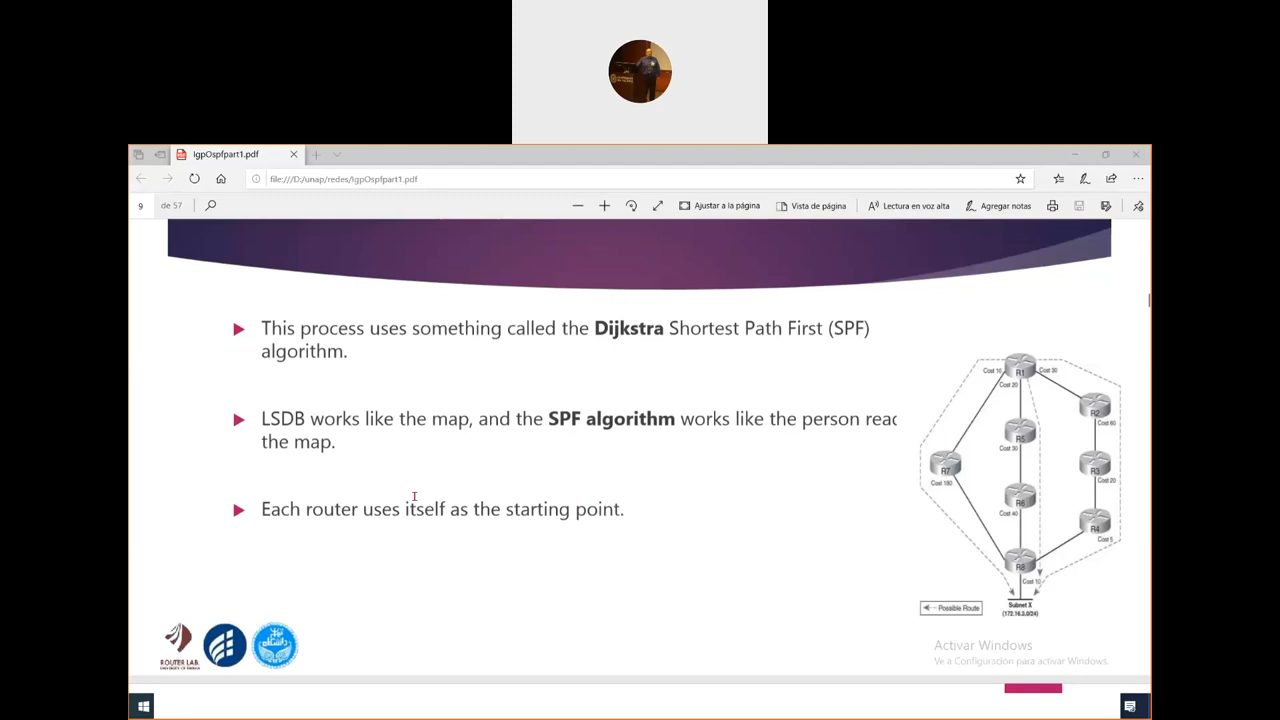 IgpOspfpart1.pdf
file:///D:/unap/redes/IgpOspfpart1.pdf
9 de 57
Ajustar a la página
Vista de página
Lectura en voz alta
Agregar notas
This process uses something called the Dijkstra Shortest Path First (SPF)
algorithm.
LSDB works like the map, and the SPF algorithm works like the person reac
the map.
Each router uses itself as the starting point.
Cost 10
R1
Cost 30
Cost 20
R2
Cost 60
R5
Cost 30
R7
Cost 180
R3
Cost 20
R6
Cost 40
R4
Cost 5
R8
Cost 10
Possible Route
Subnet X
(172.16.3.0/24)
ROUTER LAB.
Activar Windows
Ve a Configuración para activar Windows.